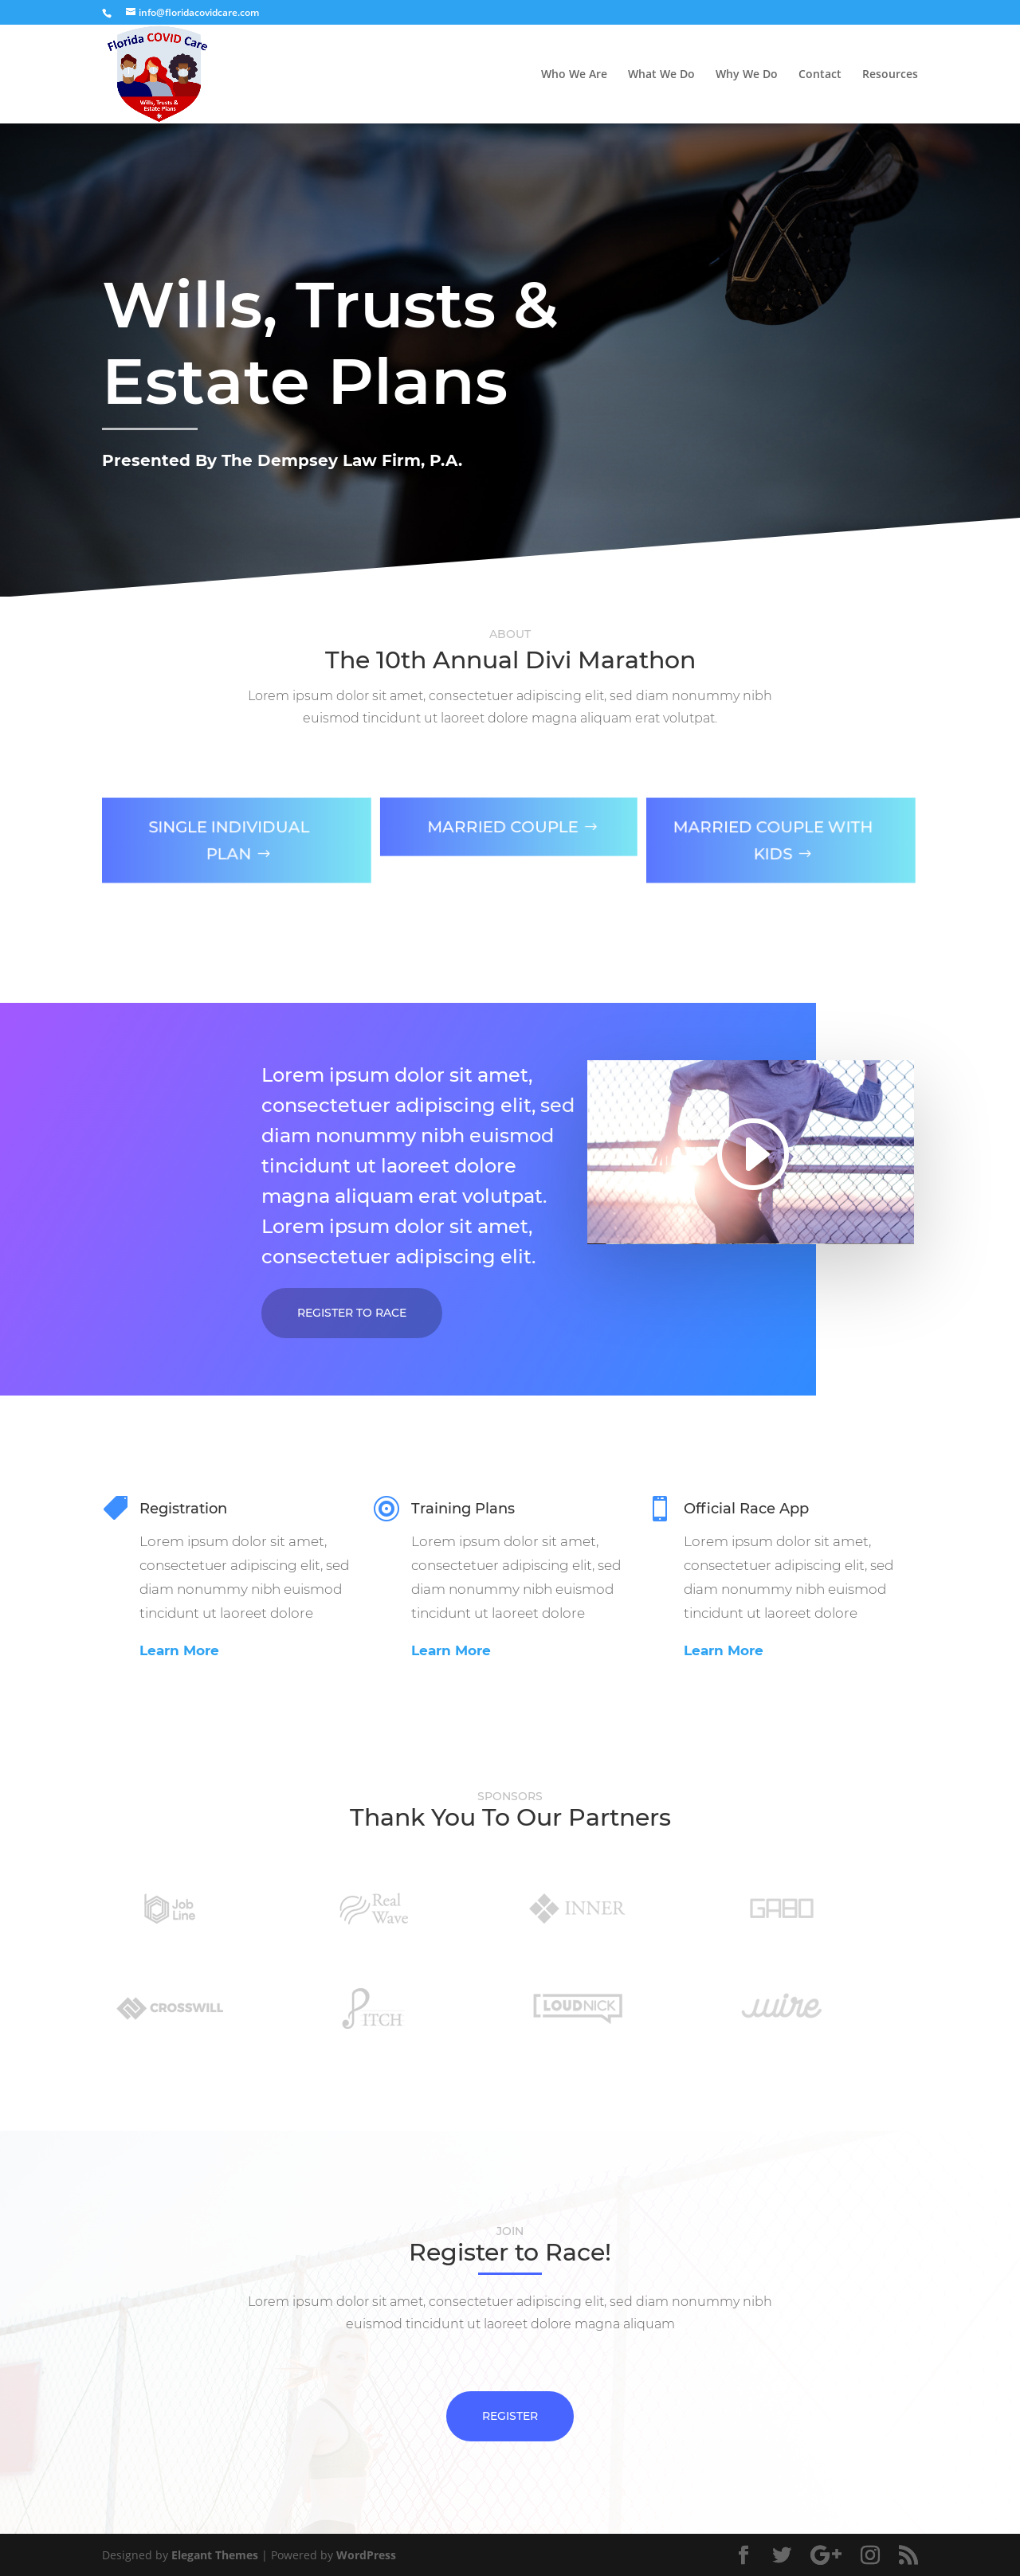 info@floridacovidcare.com
Florida COVID Care
Wills, Trusts &
Estate Plans
Who We Are What We Do Why We Do Contact Resources
Wills, Trusts &
Estate Plans
Presented By The Dempsey Law Firm, P.A.
ABOUT
The 10th Annual Divi Marathon
Lorem ipsum dolor sit amet, consectetuer adipiscing elit, sed diam nonummy nibh
euismod tincidunt ut laoreet dolore magna aliquam erat volutpat.
SINGLE INDIVIDUAL
PLAN →
MARRIED COUPLE →
MARRIED COUPLE WITH
KIDS →
Lorem ipsum dolor sit amet,
consectetuer adipiscing elit, sed
diam nonummy nibh euismod
tincidunt ut laoreet dolore
magna aliquam erat volutpat.
Lorem ipsum dolor sit amet,
consectetuer adipiscing elit.
REGISTER TO RACE
Registration
Lorem ipsum dolor sit amet,
consectetuer adipiscing elit, sed
diam nonummy nibh euismod
tincidunt ut laoreet dolore
Learn More
Training Plans
Lorem ipsum dolor sit amet,
consectetuer adipiscing elit, sed
diam nonummy nibh euismod
tincidunt ut laoreet dolore
Learn More
Official Race App
Lorem ipsum dolor sit amet,
consectetuer adipiscing elit, sed
diam nonummy nibh euismod
tincidunt ut laoreet dolore
Learn More
SPONSORS
Thank You To Our Partners
Job
Line
Real
Wave
INNER
GABO
CROSSWILL
PITCH
LOUDNICK
wire
JOIN
Register to Race!
Lorem ipsum dolor sit amet, consectetuer adipiscing elit, sed diam nonummy nibh
euismod tincidunt ut laoreet dolore magna aliquam
REGISTER
Designed by Elegant Themes | Powered by WordPress